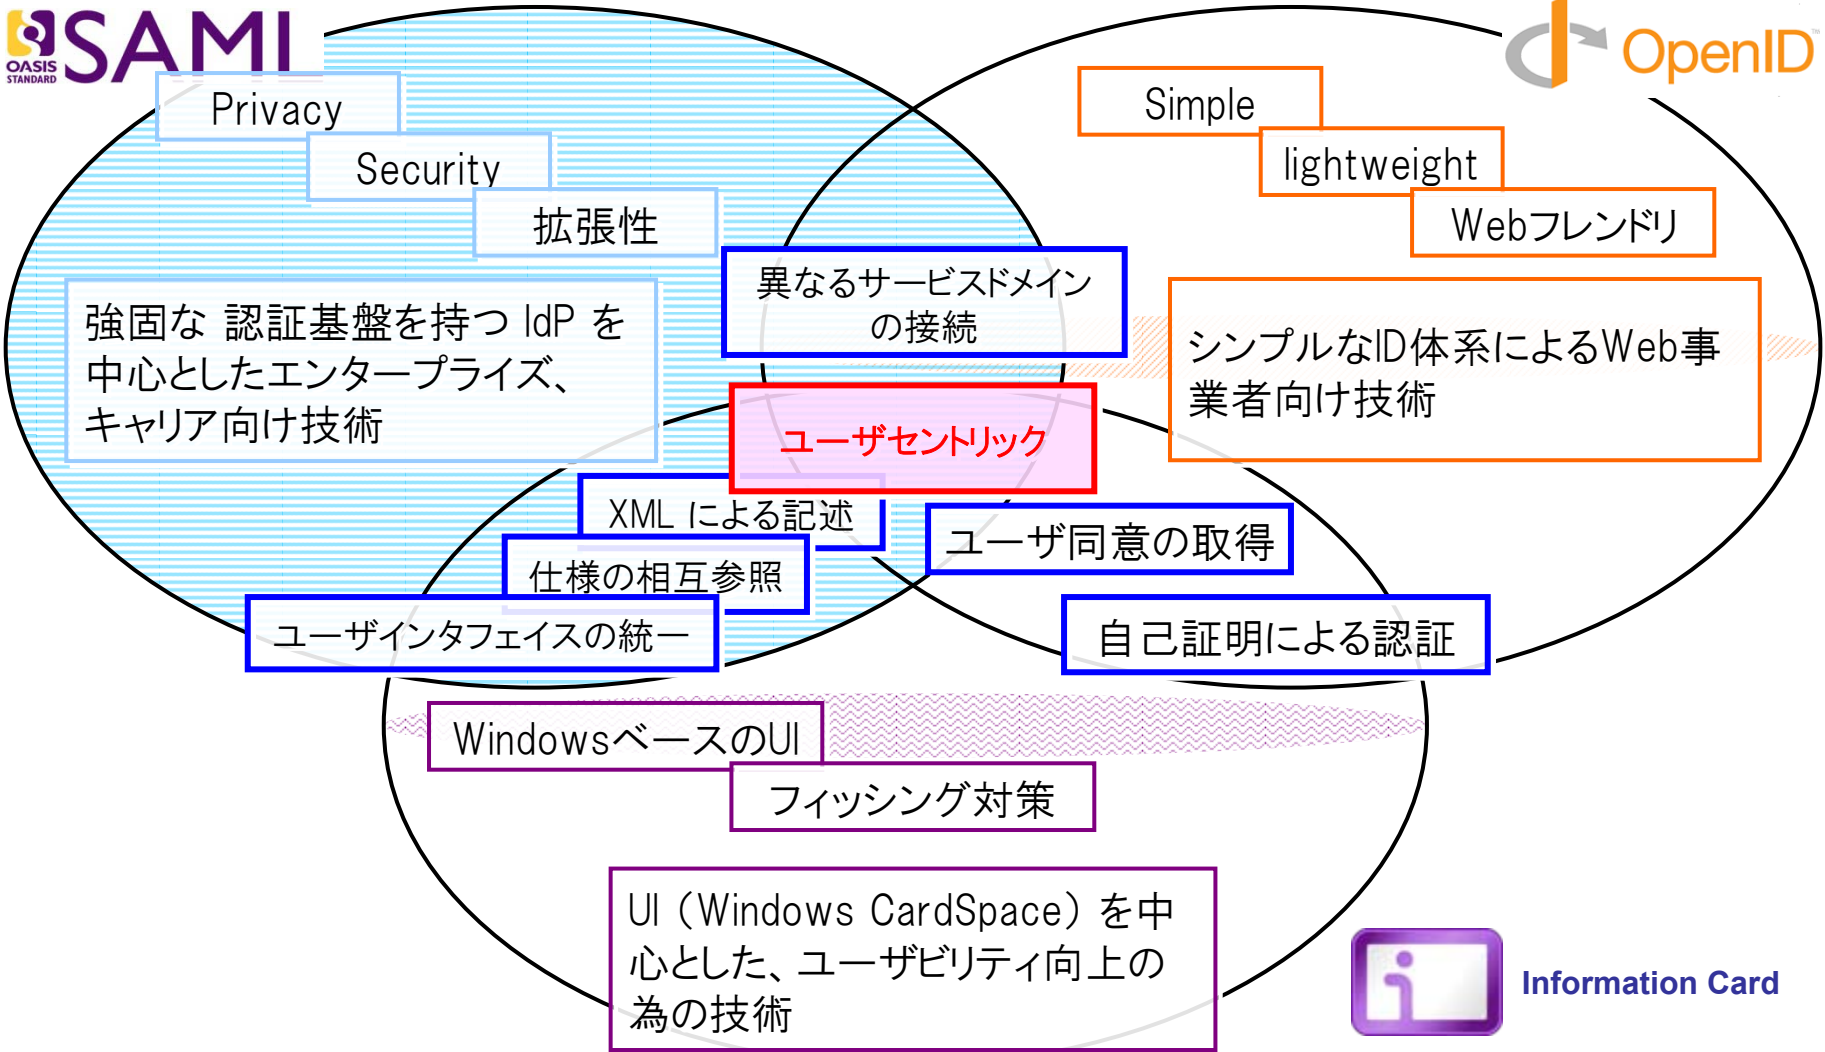 OASIS
STANDARD
SAML
OpenID
Privacy
Security
拡張性
Simple
lightweight
Webフレンドリ
強固な 認証基盤を持つ IdP を
中心としたエンタープライズ、
キャリア向け技術
異なるサービスドメイン
の接続
シンプルなID体系によるWeb事
業者向け技術
ユーザセントリック
XML による記述
仕様の相互参照
ユーザインタフェイスの統一
ユーザ同意の取得
自己証明による認証
WindowsベースのUI
フィッシング対策
UI（Windows CardSpace）を中
心とした、ユーザビリティ向上の
為の技術
Information Card